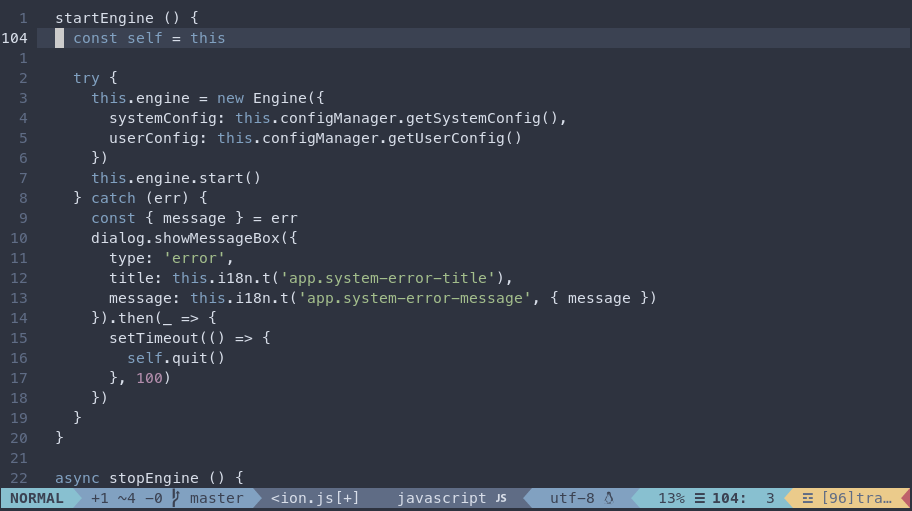 1 startEngine () {
104 const self = this
1
2 try {
3 this.engine = new Engine({
4 systemConfig: this.configManager.getSystemConfig(),
5 userConfig: this.configManager.getUserConfig()
6 })
7 this.engine.start()
8 } catch (err) {
9 const { message } = err
10 dialog.showMessageBox({
11 type: 'error',
12 title: this.i18n.t('app.system-error-title'),
13 message: this.i18n.t('app.system-error-message', { message })
14 }).then(_ => {
15 setTimeout(() => {
16 self.quit()
17 }, 100)
18 })
19 }
20 }
21
22 async stopEngine () {
NORMAL +1 ~4 -0 master <ion.js[+] javascript JS utf-8 13% ☰ 104: 3 ☲ [96]tra…